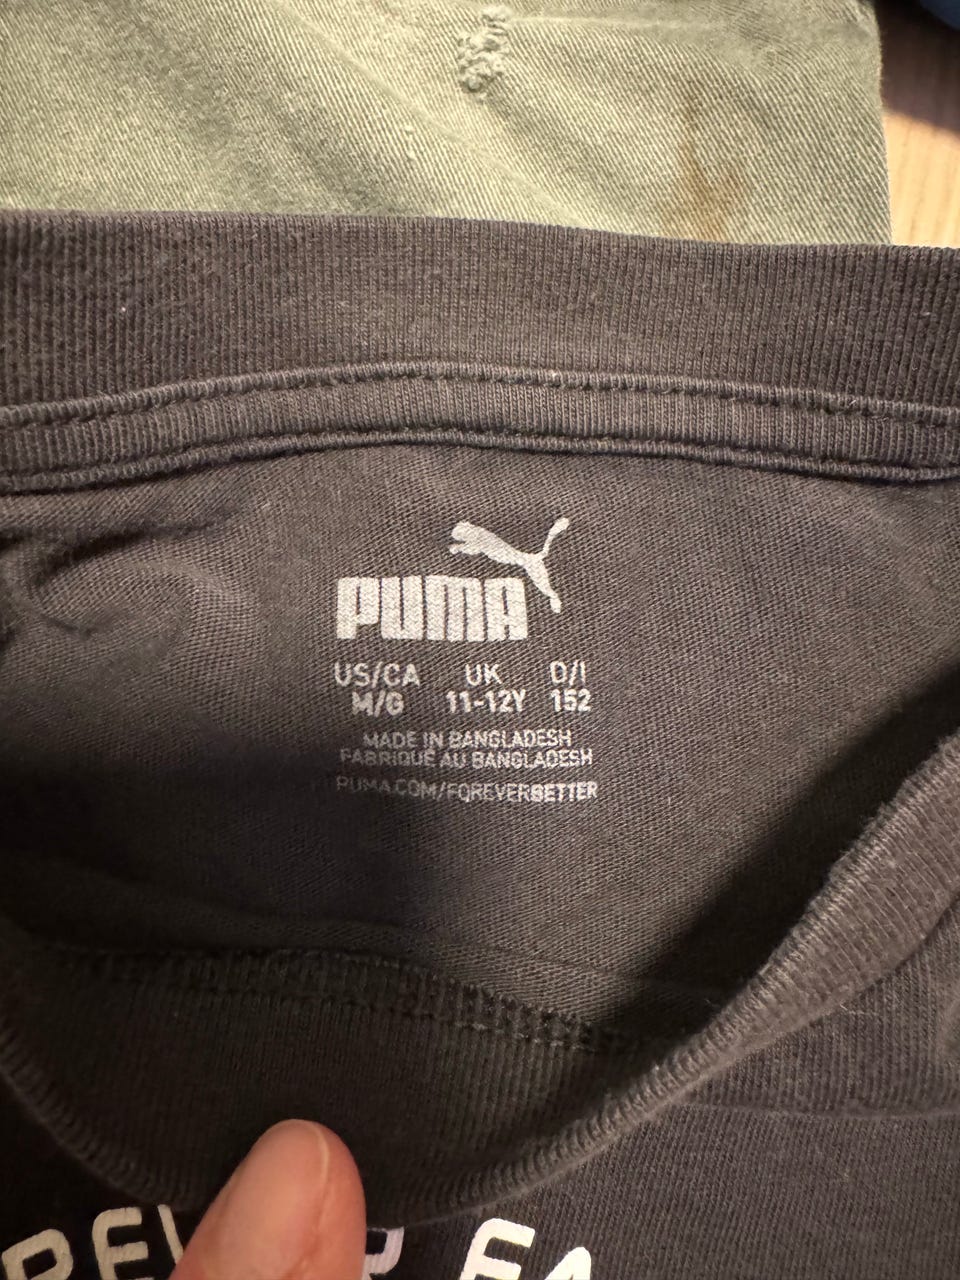 PUMA
US/CA UK D/I
M/G 11-12Y 152
MADE IN BANGLADESH
FABRIQUÉ AU BANGLADESH
PUMA.COM/FOREVERBETTER